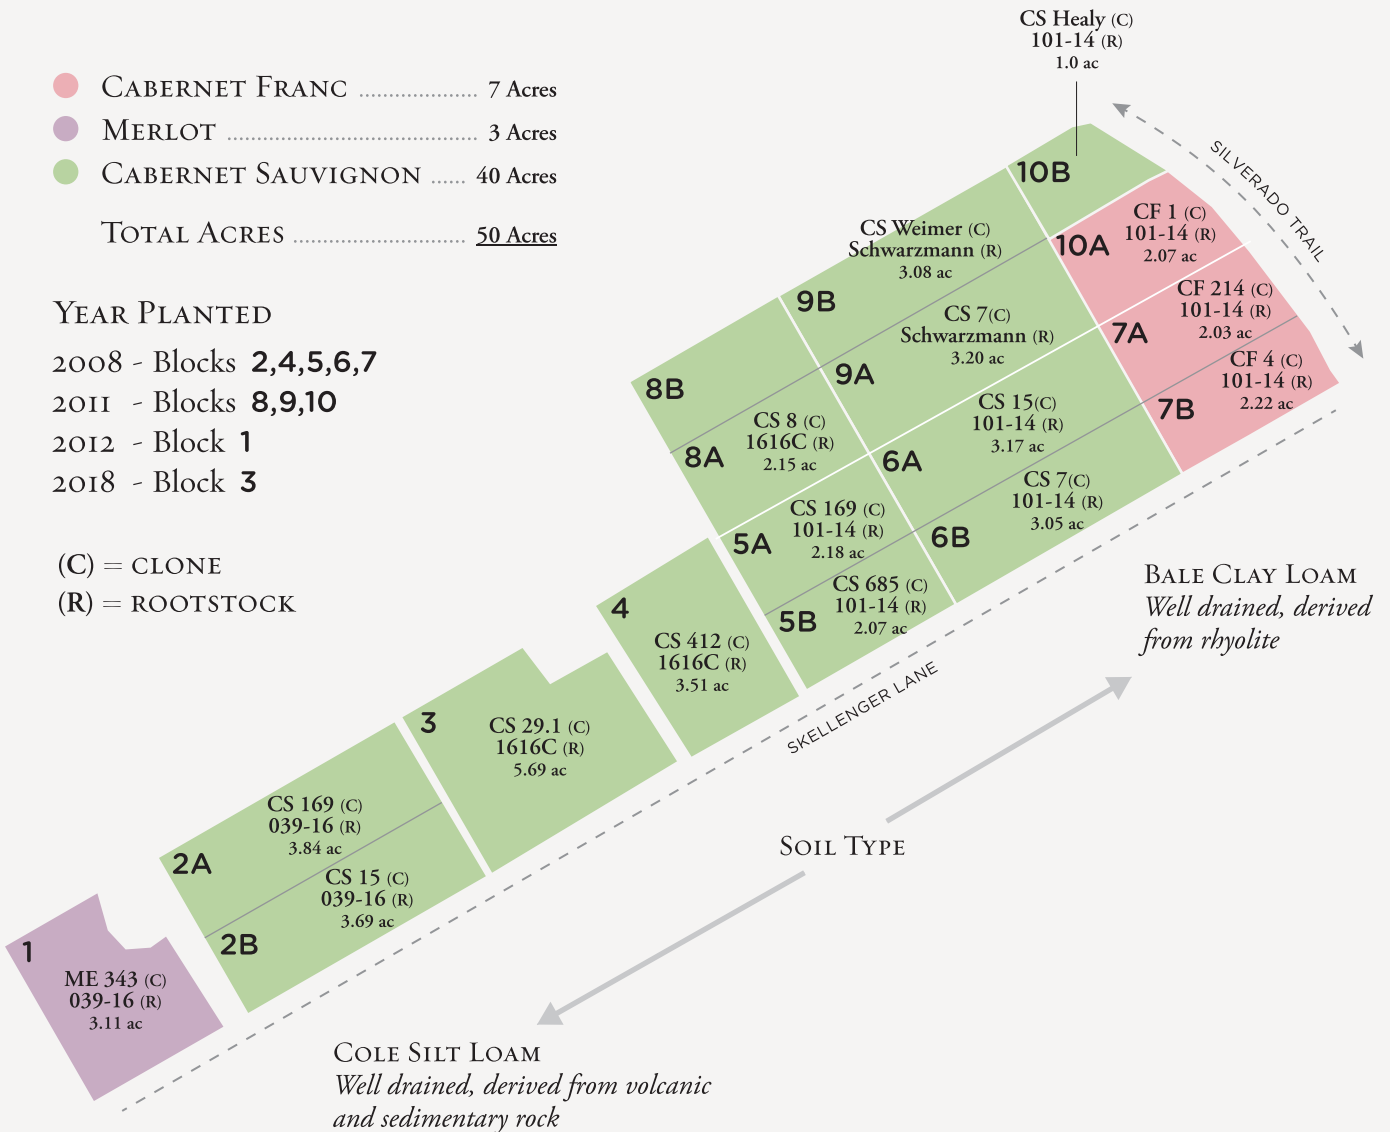 CABERNET FRANC ................... 7 Acres
MERLOT ................... 3 Acres
CABERNET SAUVIGNON ...... 40 Acres
TOTAL ACRES ................... 50 Acres
YEAR PLANTED
2008 - Blocks 2,4,5,6,7
2011 - Blocks 8,9,10
2012 - Block 1
2018 - Block 3
(C) = CLONE
(R) = ROOTSTOCK
CS Healy (C)
101-14 (R)
1.0 ac
10B
SILVERADO TRAIL
10A
CF 1 (C)
101-14 (R)
2.07 ac
7A
CF 214 (C)
101-14 (R)
2.03 ac
7B
CF 4 (C)
101-14 (R)
2.22 ac
9B
CS Weimer (C)
Schwarzmann (R)
3.08 ac
9A
CS 7(C)
Schwarzmann (R)
3.20 ac
8B
8A
CS 8 (C)
1616C (R)
2.15 ac
6A
CS 15(C)
101-14 (R)
3.17 ac
6B
CS 7(C)
101-14 (R)
3.05 ac
5A
CS 169 (C)
101-14 (R)
2.18 ac
5B
CS 685 (C)
101-14 (R)
2.07 ac
4
CS 412 (C)
1616C (R)
3.51 ac
3
CS 29.1 (C)
1616C (R)
5.69 ac
2A
CS 169 (C)
039-16 (R)
3.84 ac
2B
CS 15 (C)
039-16 (R)
3.69 ac
1
ME 343 (C)
039-16 (R)
3.11 ac
SKELLENGER LANE
BALE CLAY LOAM
Well drained, derived
from rhyolite
SOIL TYPE
COLE SILT LOAM
Well drained, derived from volcanic
and sedimentary rock